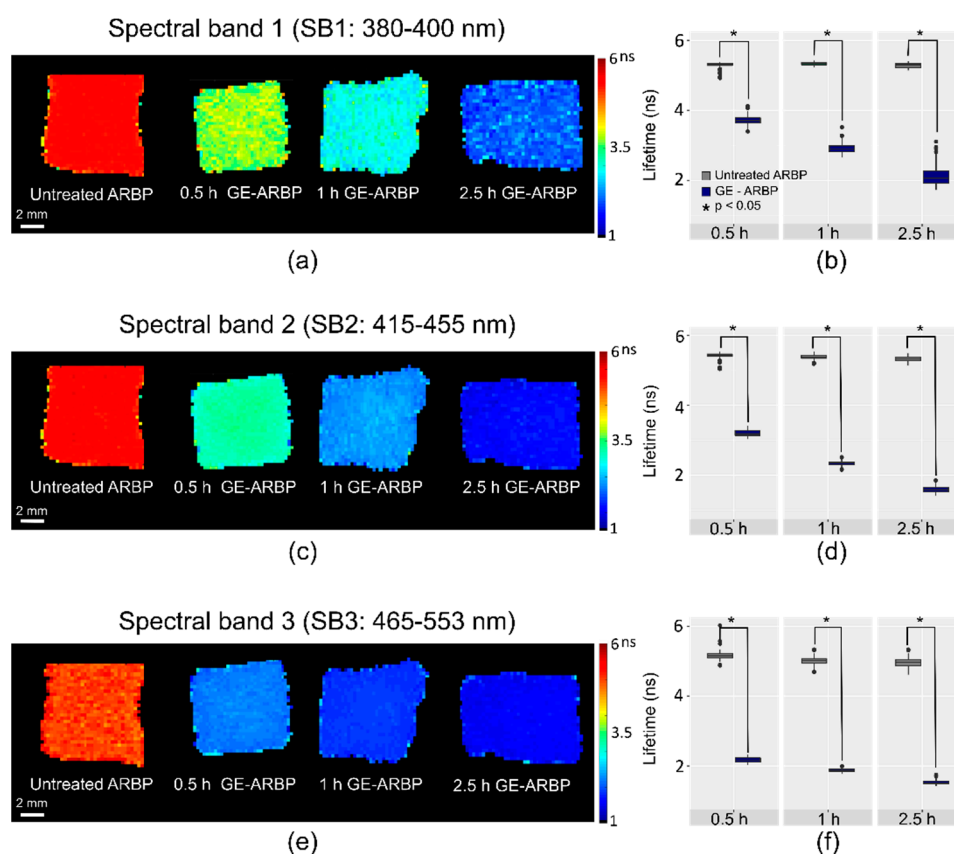 Spectral band 1 (SB1: 380-400 nm)
6 ns
3.5
1
Untreated ARBP
0.5 h GE-ARBP
1 h GE-ARBP
2.5 h GE-ARBP
2 mm
(a)
Lifetime (ns)
6
4
2
* * *
Untreated ARBP
GE - ARBP
* p < 0.05
0.5 h
1 h
2.5 h
(b)
Spectral band 2 (SB2: 415-455 nm)
6 ns
3.5
1
Untreated ARBP
0.5 h GE-ARBP
1 h GE-ARBP
2.5 h GE-ARBP
2 mm
(c)
Lifetime (ns)
6
4
2
* * *
0.5 h
1 h
2.5 h
(d)
Spectral band 3 (SB3: 465-553 nm)
6 ns
3.5
1
Untreated ARBP
0.5 h GE-ARBP
1 h GE-ARBP
2.5 h GE-ARBP
2 mm
(e)
Lifetime (ns)
6
4
2
* * *
0.5 h
1 h
2.5 h
(f)